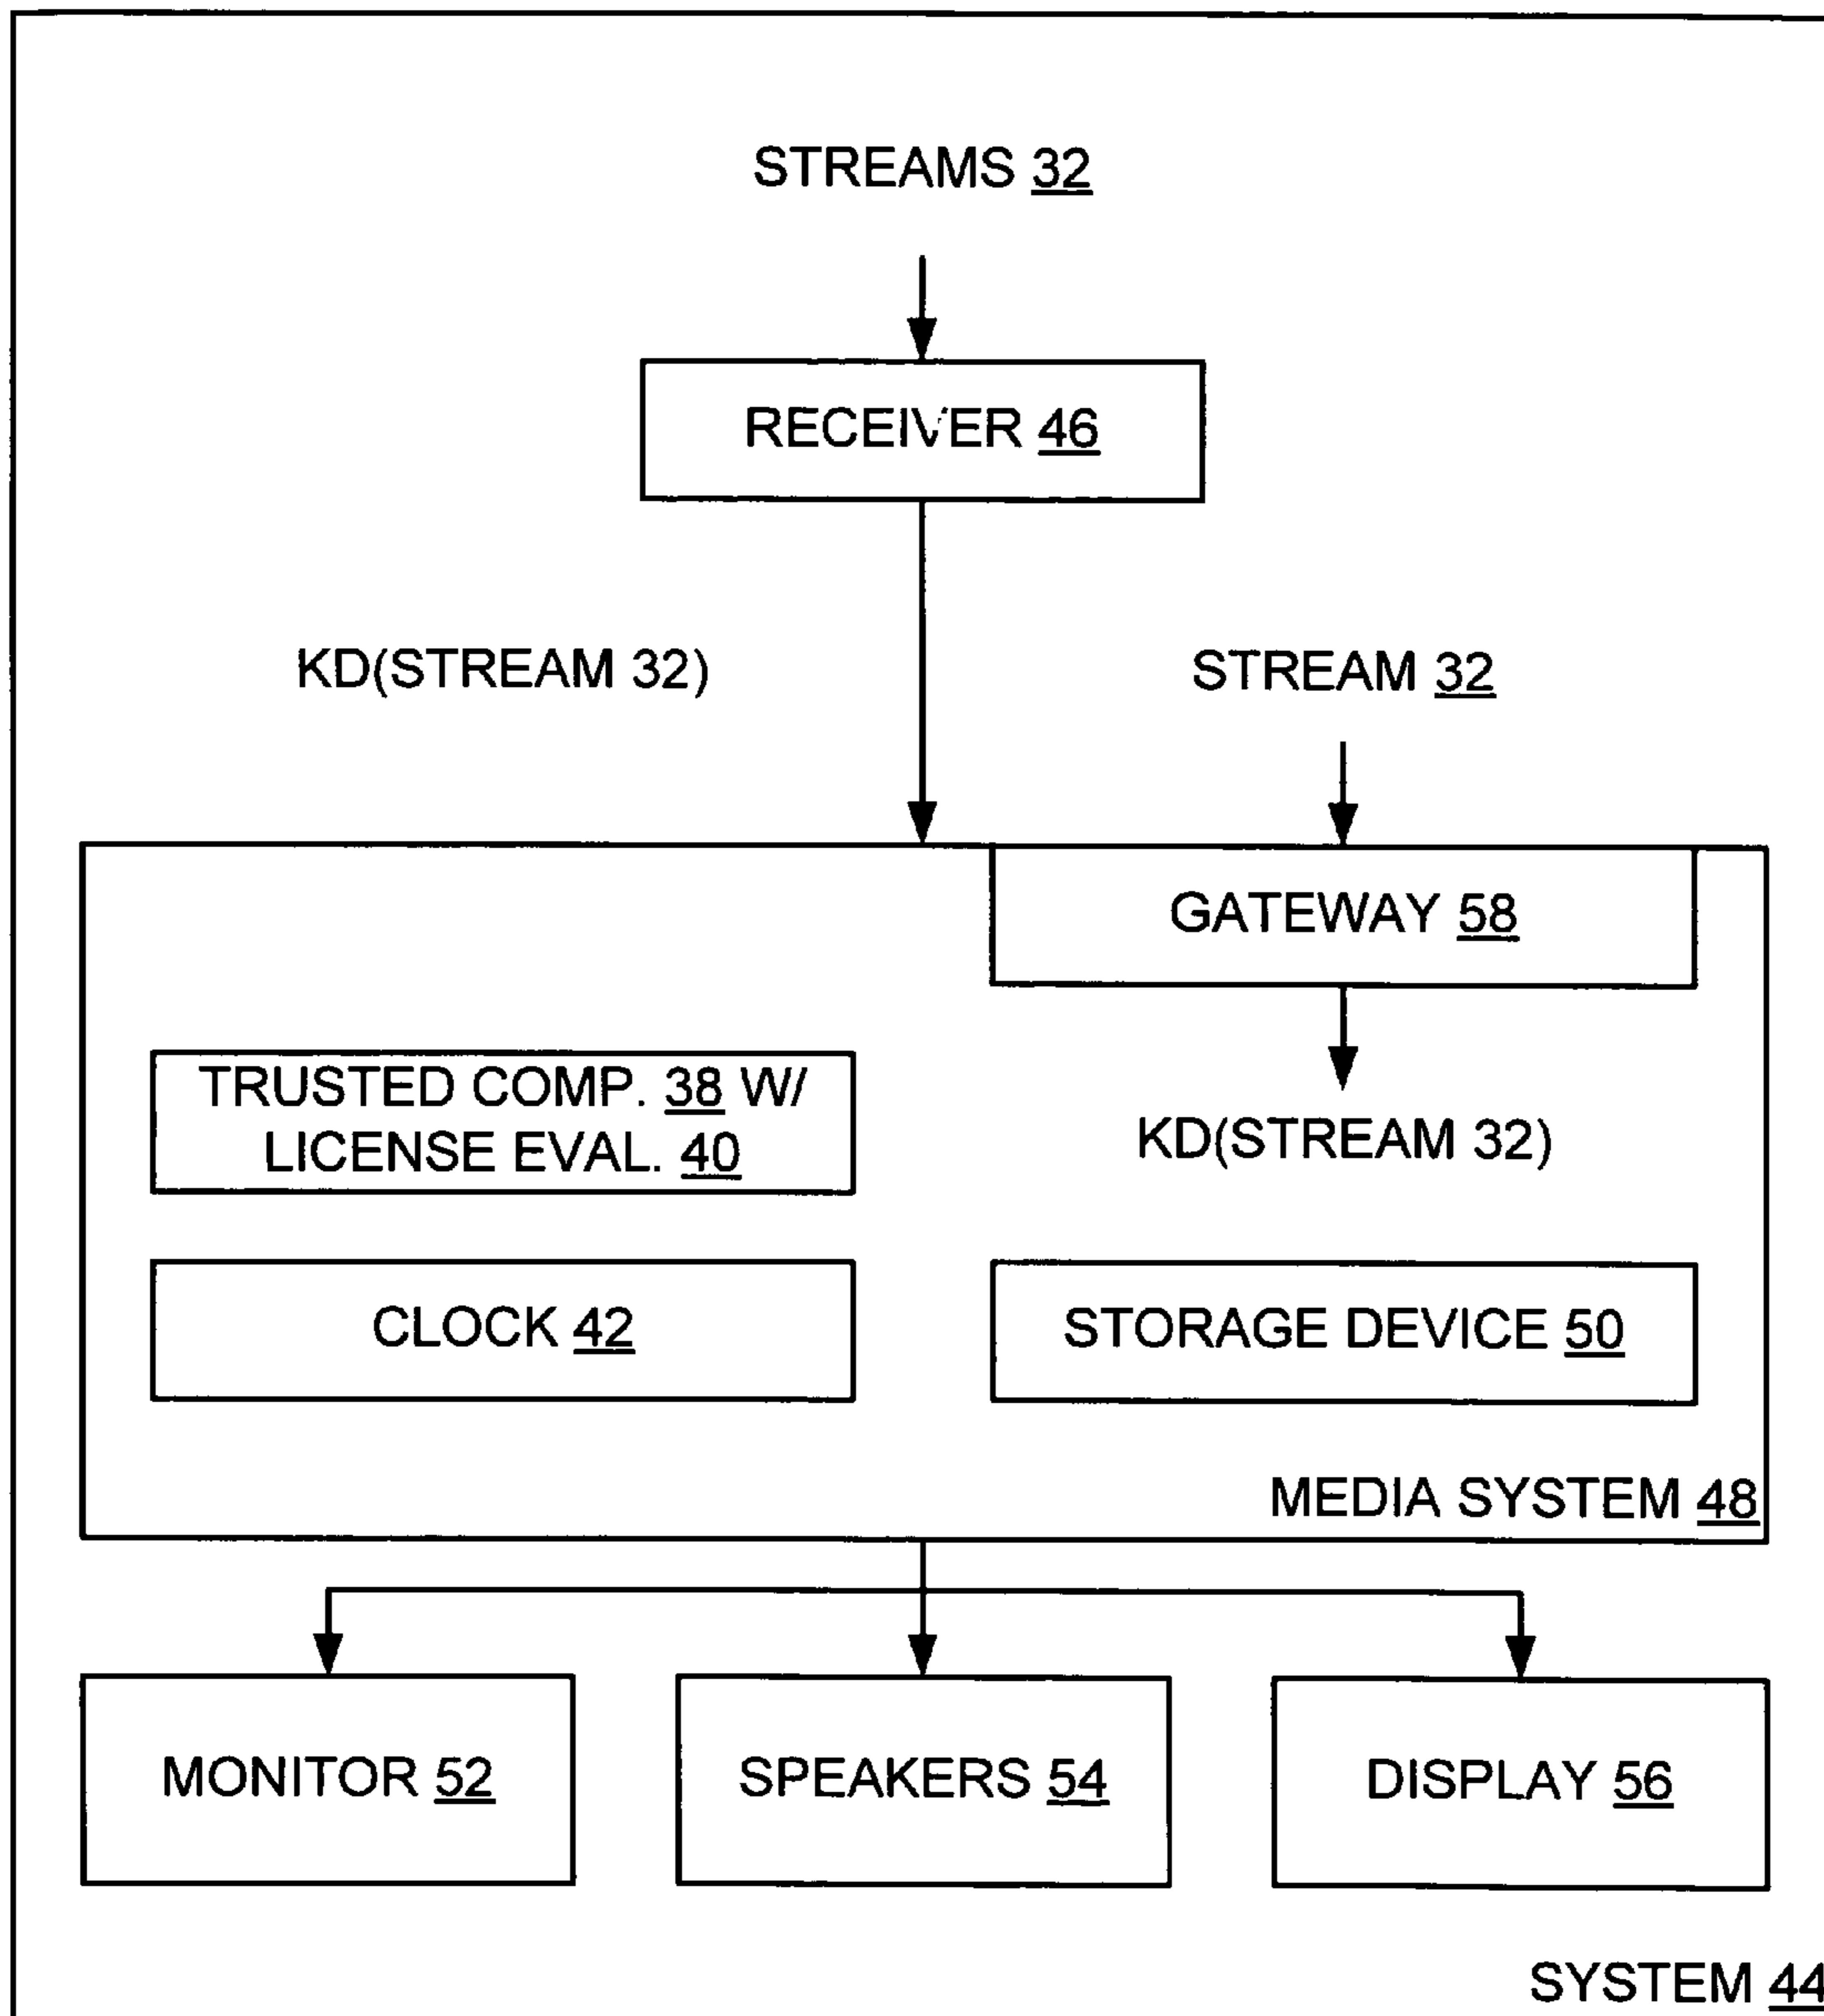 STREAMS 32
RECEIVER 46
KD(STREAM 32)
STREAM 32
GATEWAY 58
TRUSTED COMP. 38 W/
LICENSE EVAL. 40
KD(STREAM 32)
CLOCK 42
STORAGE DEVICE 50
MEDIA SYSTEM 48
MONITOR 52
SPEAKERS 54
DISPLAY 56
SYSTEM 44